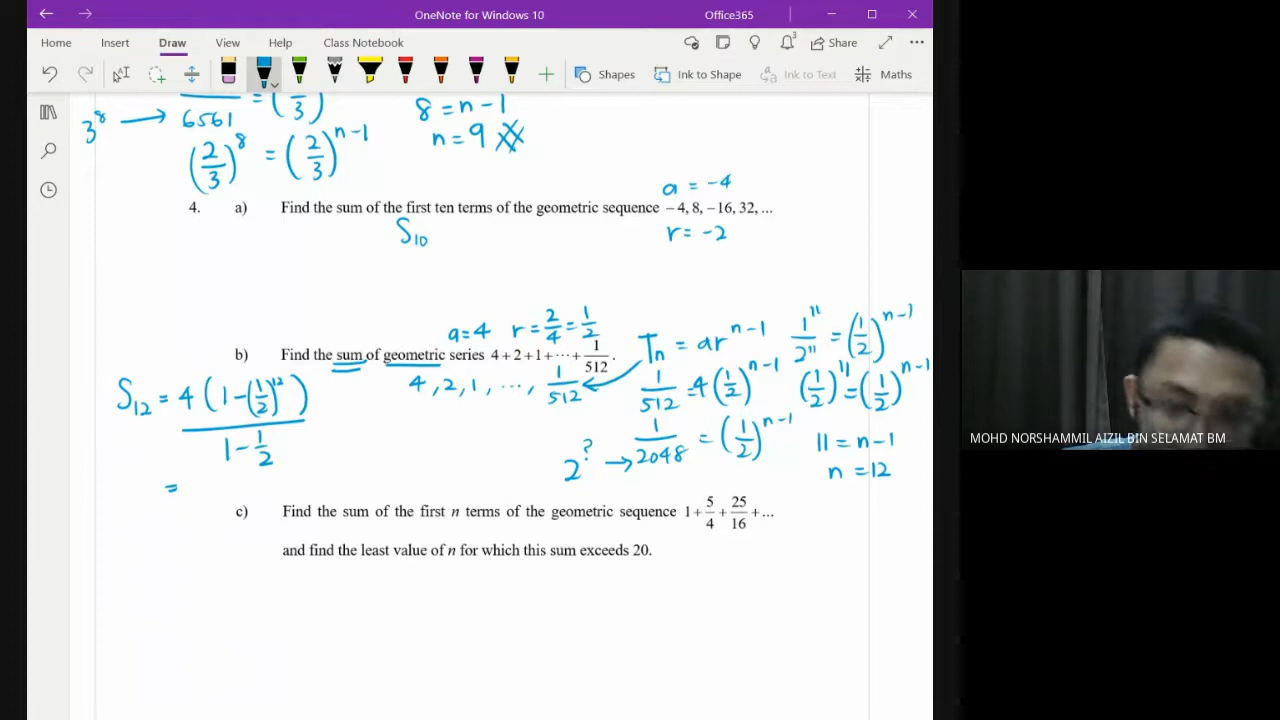 OneNote for Windows 10
Office365
Home Insert Draw View Help Class Notebook
3
Share
Shapes
Ink to Shape
Ink to Text
Maths
3^8 → 6561 = ( /3)
8 = n - 1
(2/3)^8 = (2/3)^{n-1}
n = 9
a = -4
4. a) Find the sum of the first ten terms of the geometric sequence -4, 8, -16, 32, ...
S_10
r = -2
a=4 r = 2/4 = 1/2
b) Find the sum of geometric series 4 + 2 + 1 + ⋯ + 1/512.
4, 2, 1, ..., 1/512
S_12 = 4(1-(1/2)^12) / 1 - 1/2
=
T_n = ar^{n-1}
1/512 = 4(1/2)^{n-1}
2^? → 1/2048 = (1/2)^{n-1}
1^11/2^11 = (1/2)^{n-1}
(1/2)^11 = (1/2)^{n-1}
11 = n-1
n = 12
c) Find the sum of the first n terms of the geometric sequence 1 + 5/4 + 25/16 + ...
and find the least value of n for which this sum exceeds 20.
MOHD NORSHAMMIL AIZIL BIN SELAMAT BM